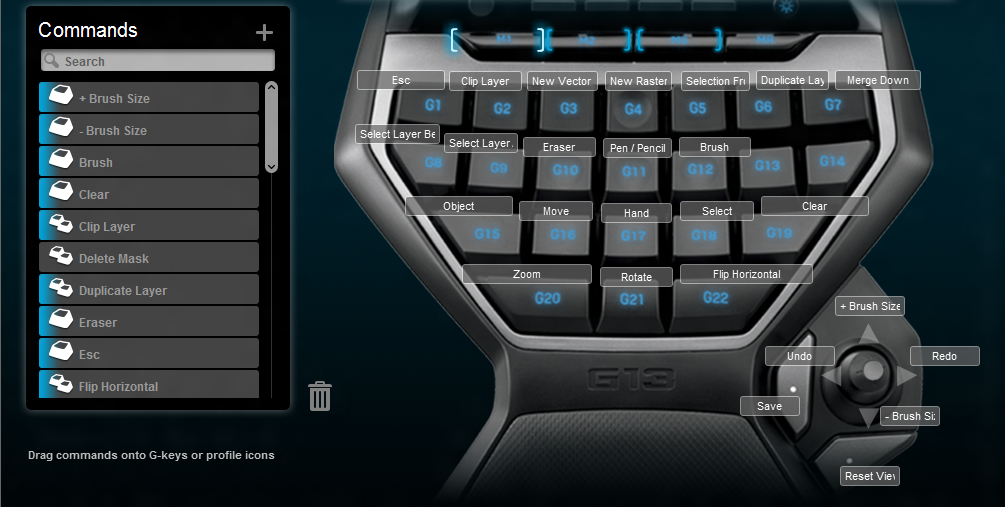 Commands
Search
+ Brush Size
- Brush Size
Brush
Clear
Clip Layer
Delete Mask
Duplicate Layer
Eraser
Esc
Flip Horizontal
Drag commands onto G-keys or profile icons
M1 M2 MR
Esc Clip Layer New Vector New Raster Selection Fr Duplicate Lay Merge Down
G1 G2 G3 G4 G5 G6 G7
Select Layer Be Select Layer Eraser Pen / Pencil Brush
G8 G9 G10 G11 G12 G13 G14
Object Move Hand Select Clear
G15 G16 G17 G18 G19
Zoom Rotate Flip Horizontal
G20 G21 G22
+ Brush Size
Undo Redo
G13
Save - Brush Si
Reset View